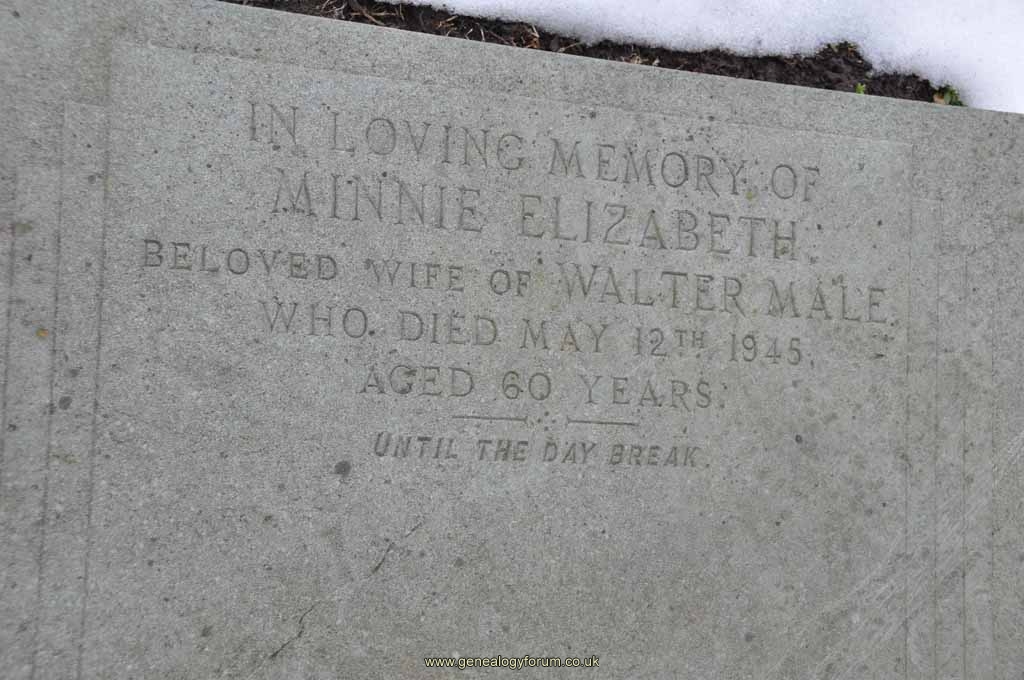 IN LOVING MEMORY OF
MINNIE ELIZABETH.
BELOVED WIFE OF WALTER MALE.
WHO DIED MAY 12TH 1945.
AGED 60 YEARS.
UNTIL THE DAY BREAK.
www.genealogyforum.co.uk